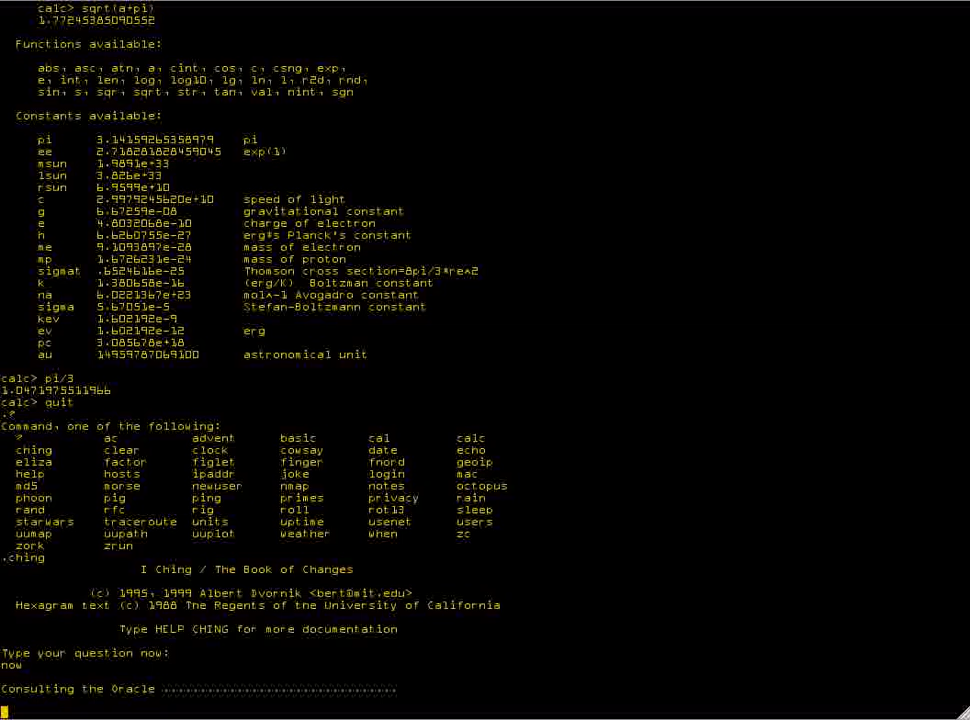 calc> sqrt(a+pi)
1.77245385090552
Functions available:
abs, asc, atn, a, cint, cos, c, csng, exp,
e, int, len, log, log10, lg, ln, l, r2d, rnd,
sin, s, sqr, sqrt, str, tan, val, nint, sgn
Constants available:
pi 3.14159265358979 pi
ee 2.718281828459045 exp(1)
msun 1.9891e+33
lsun 3.826e+33
rsun 6.9599e+10
c 2.9979245620e+10 speed of light
g 6.67259e-08 gravitational constant
e 4.8032068e-10 charge of electron
h 6.6260755e-27 erg*s Planck's constant
me 9.1093897e-28 mass of electron
mp 1.6726231e-24 mass of proton
sigmat .6524616e-25 Thomson cross section=8pi/3*re^2
k 1.380658e-16 (erg/K) Boltzman constant
na 6.0221367e+23 mol^-1 Avogadro constant
sigma 5.67051e-5 Stefan-Boltzmann constant
kev 1.602192e-9
ev 1.602192e-12 erg
pc 3.085678e+18
au 14959787069100 astronomical unit
calc> pi/3
1.0471975511966
calc> quit
.?
Command, one of the following:
? ac advent basic cal calc
ching clear clock cowsay date echo
eliza factor figlet finger fnord geoip
help hosts ipaddr joke login mac
md5 morse newuser nmap notes octopus
phoon pig ping primes privacy rain
rand rfc rig roll rot13 sleep
starwars traceroute units uptime usenet users
uumap uupath uuplot weather when zc
zork zrun
.ching
I Ching / The Book of Changes
(c) 1995, 1999 Albert Dvornik <bert@mit.edu>
Hexagram text (c) 1988 The Regents of the University of California
Type HELP CHING for more documentation
Type your question now:
now
Consulting the Oracle